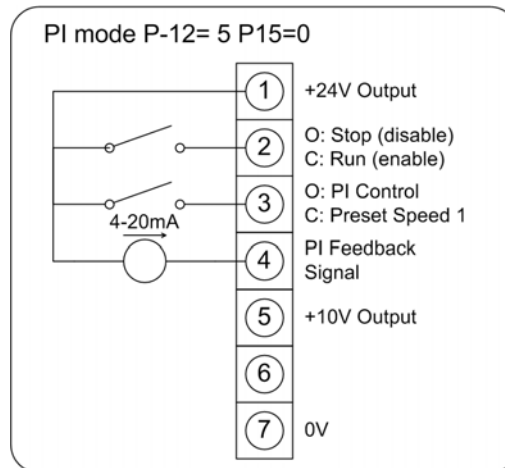 PI mode P-12= 5 P15=0
1
+24V Output
2
O: Stop (disable)
C: Run (enable)
3
O: PI Control
C: Preset Speed 1
4-20mA
4
PI Feedback
Signal
5
+10V Output
6
7
0V